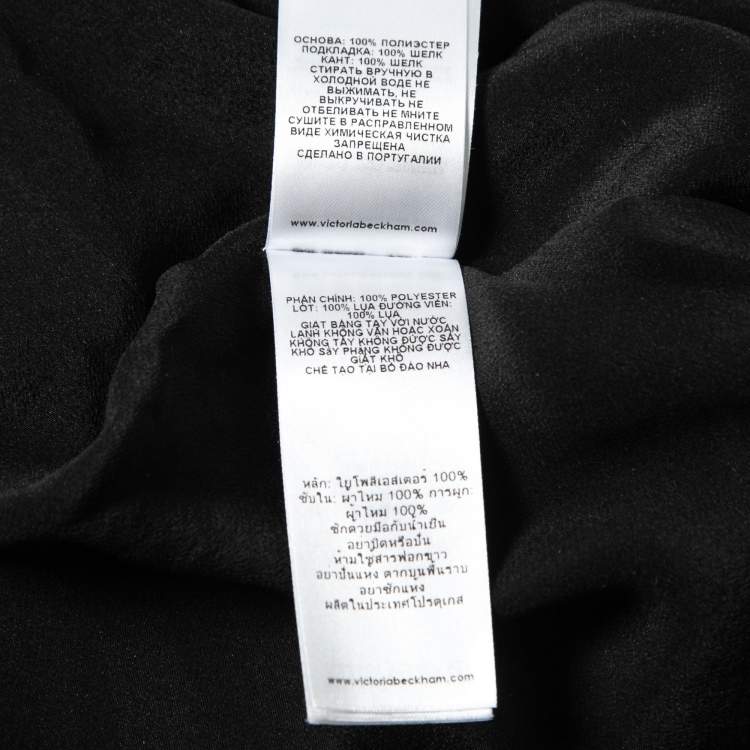 ОСНОВА: 100% ПОЛИЭСТЕР
ПОДКЛАДКА: 100% ШЕЛК
КАНТ: 100% ШЕЛК
СТИРАТЬ ВРУЧНУЮ В
ХОЛОДНОЙ ВОДЕ НЕ
ВЫЖИМАТЬ, НЕ
ВЫКРУЧИВАТЬ НЕ
ОТБЕЛИВАТЬ НЕ МНИТЕ
СУШИТЕ В РАСПРАВЛЕННОМ
ВИДЕ ХИМИЧЕСКАЯ ЧИСТКА
ЗАПРЕЩЕНА
СДЕЛАНО В ПОРТУГАЛИИ
www.victoriabeckham.com
PHẦN CHÍNH: 100% POLYESTER
LÓT: 100% LỤA ĐƯỜNG VIỀN:
100% LỤA
GIẶT BẰNG TAY VỚI NƯỚC
LẠNH KHÔNG VẮN HOẶC XOẮN
KHÔNG TẨY KHÔNG ĐƯỢC SẤY
KHÔ SẤY PHẲNG KHÔNG ĐƯỢC
GIẶT KHÔ
CHẾ TẠO TẠI BỒ ĐÀO NHA
หลัก: ใยโพลีเอสเตอร์ 100%
ซับใน: ผ้าไหม 100% การผูก:
ผ้าไหม 100%
ซักด้วยมือกับน้ำเย็น
อย่าบิดหรือปั่น
ห้ามใช้สารฟอกขาว
อย่าปั่นแห้ง ตากบนพื้นราบ
อย่าซักแห้ง
ผลิตในประเทศโปรตุเกส
www.victoriabeckham.com